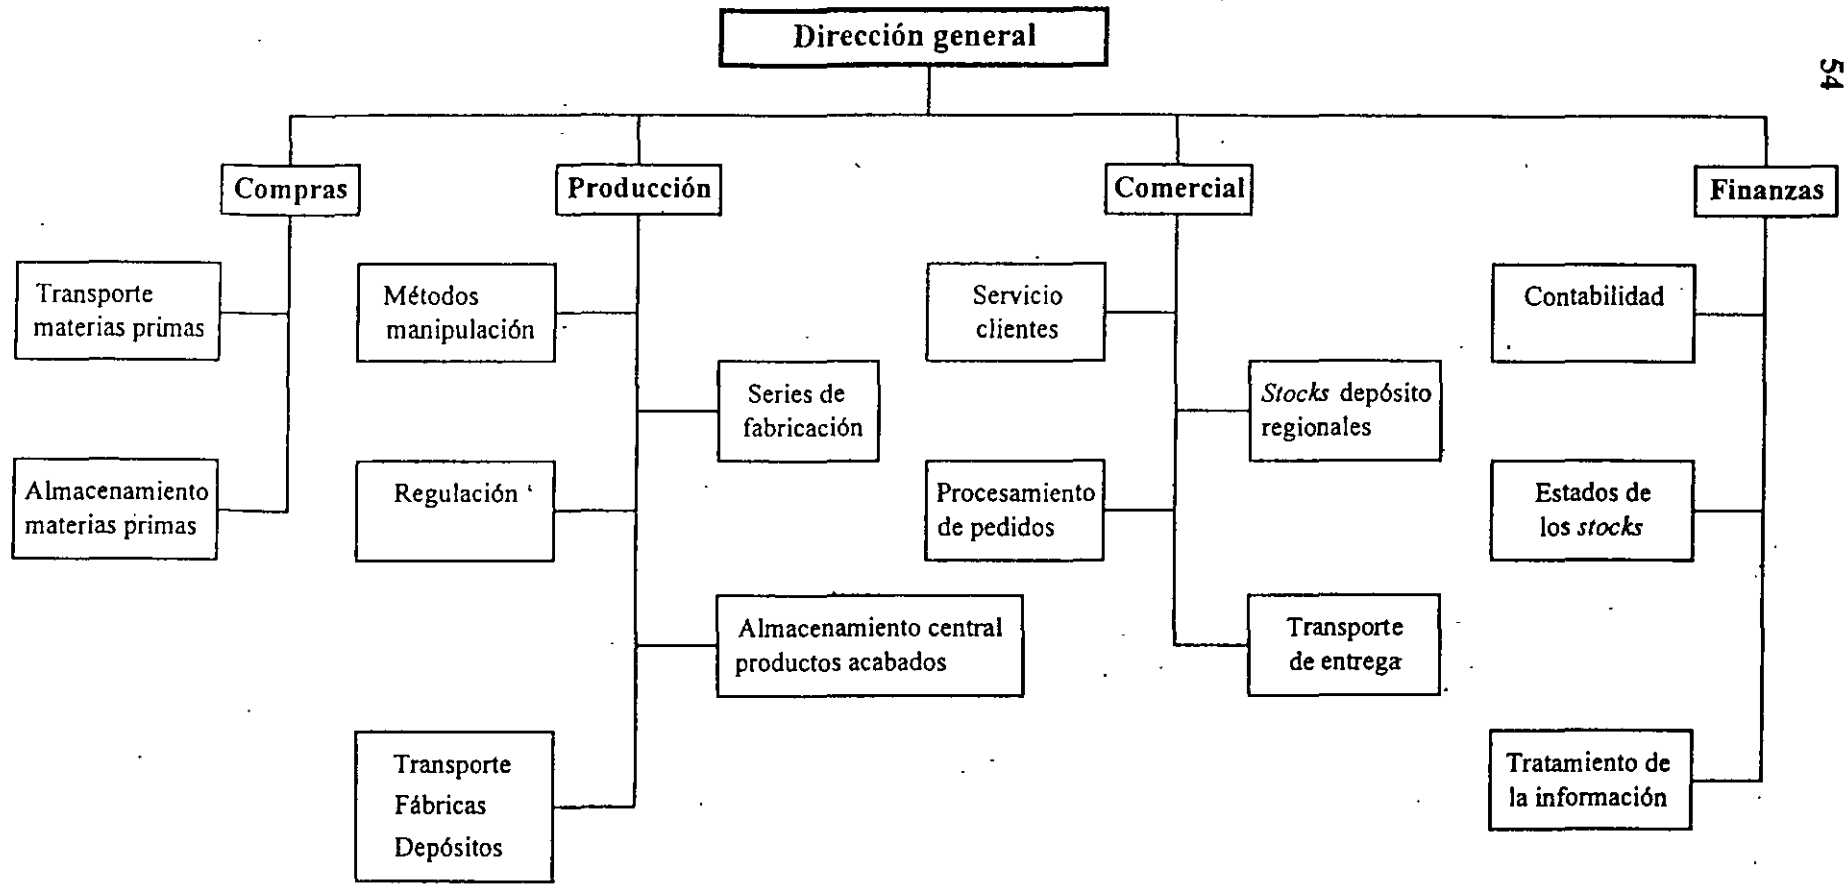 Dirección general
54
Compras
Producción
Comercial
Finanzas
Transporte
materias primas
Métodos
manipulación
Servicio
clientes
Contabilidad
Series de
fabricación
Stocks depósito
regionales
Almacenamiento
materias primas
Regulación
Procesamiento
de pedidos
Estados de
los stocks
Almacenamiento central
productos acabados
Transporte
de entrega
Transporte
Fábricas
Depósitos
Tratamiento de
la información